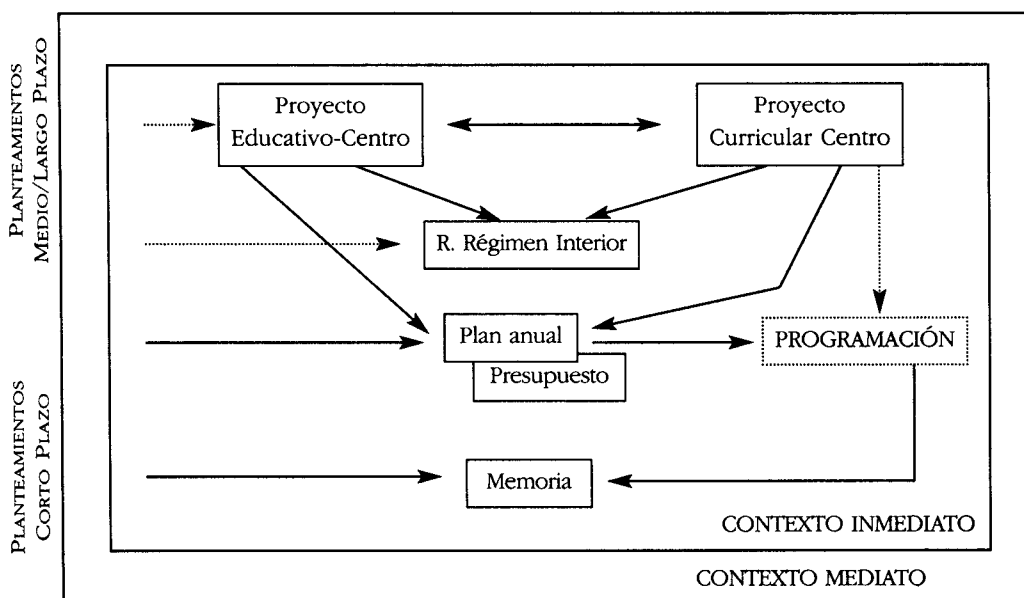 PLANTEAMIENTOS
MEDIO/LARGO PLAZO
Proyecto
Educativo-Centro
Proyecto
Curricular Centro
R. Régimen Interior
PLANTEAMIENTOS
CORTO PLAZO
Plan anual
Presupuesto
PROGRAMACIÓN
Memoria
CONTEXTO INMEDIATO
CONTEXTO MEDIATO